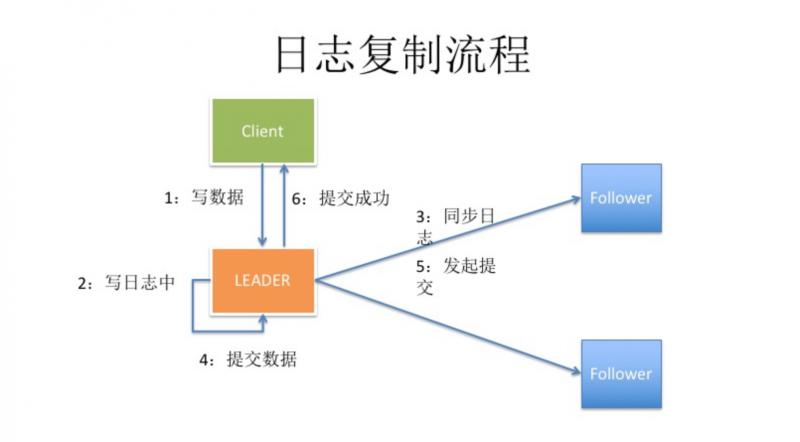 日志复制流程
Client
1：写数据
6：提交成功
Follower
3：同步日
志
2：写日志中
LEADER
5：发起提
交
4：提交数据
Follower